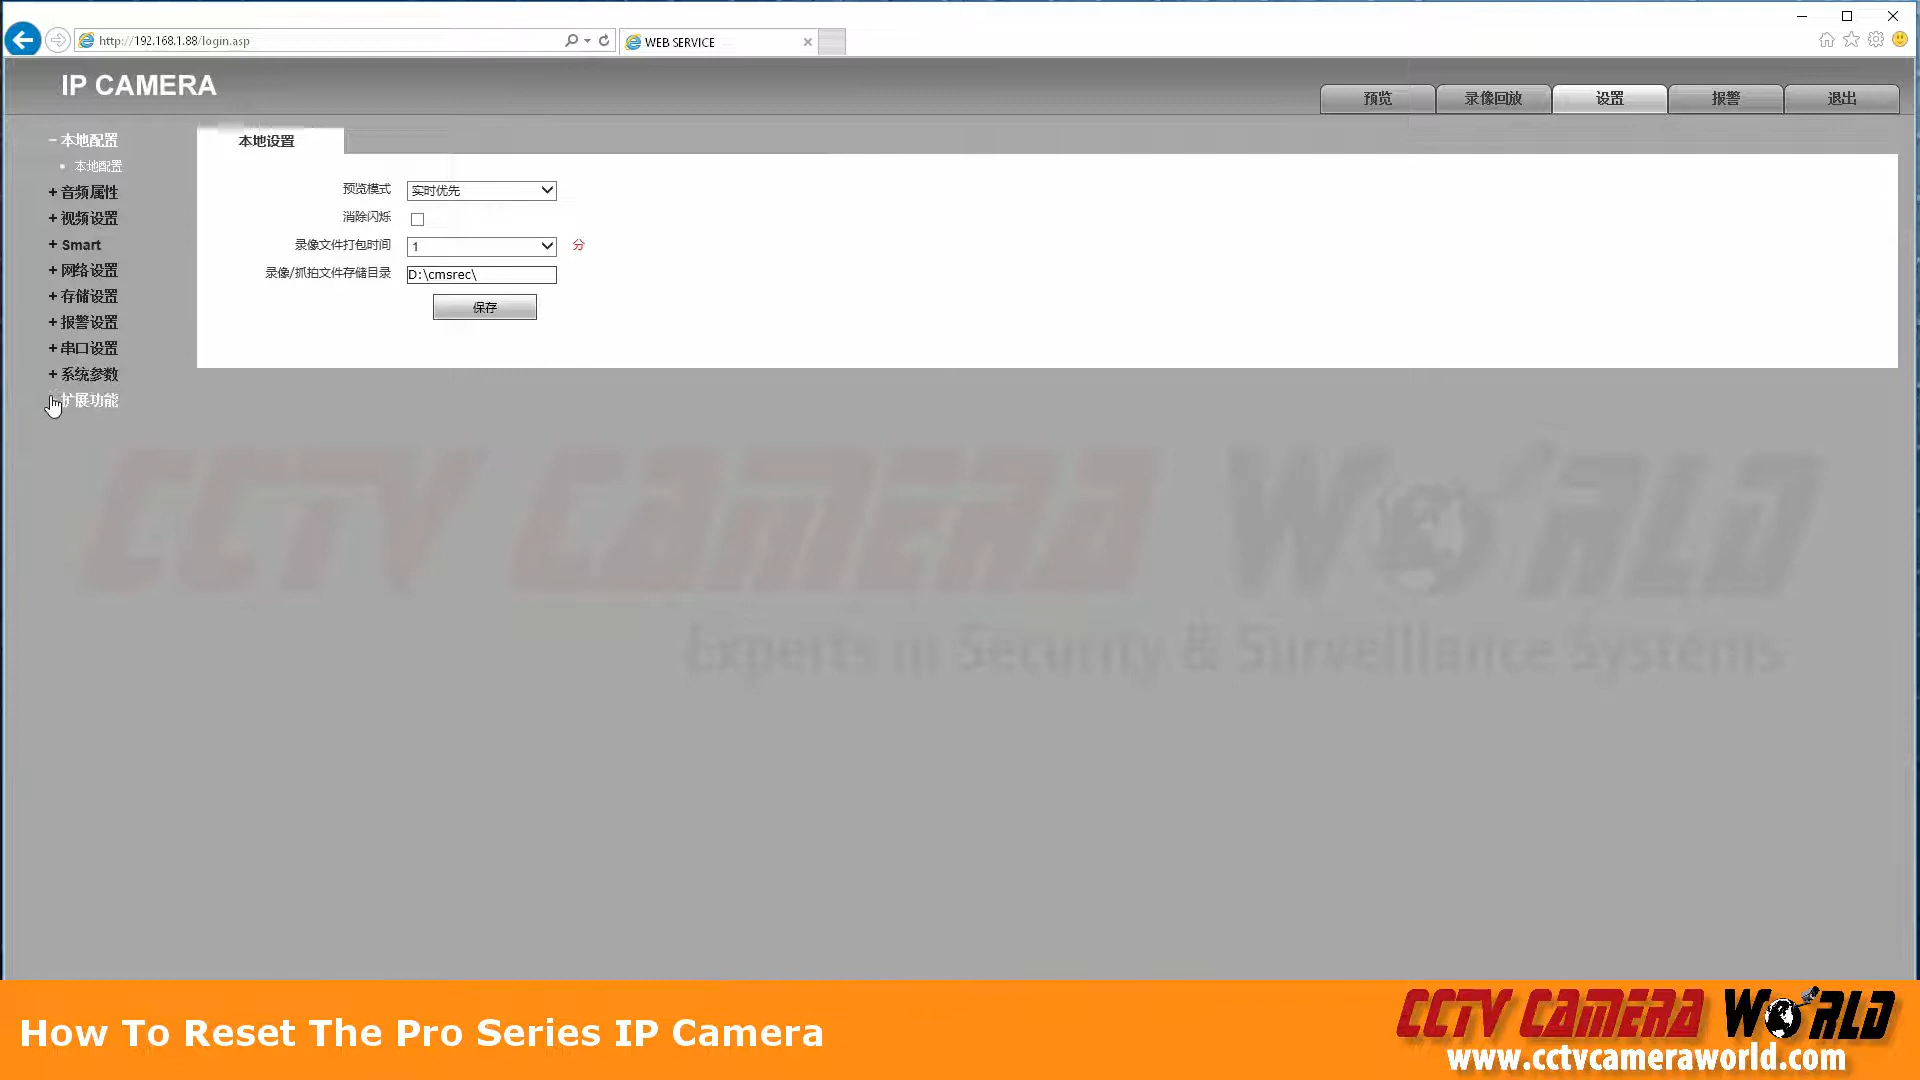 http://192.168.1.88/login.asp
WEB SERVICE
IP CAMERA
预览
录像回放
设置
报警
退出
− 本地配置
• 本地配置
+ 音频属性
+ 视频设置
+ Smart
+ 网络设置
+ 存储设置
+ 报警设置
+ 串口设置
+ 系统参数
扩展功能
本地设置
预览模式 实时优先
消除闪烁
录像文件打包时间 1 分
录像/抓拍文件存储目录 D:\cmsrec\
保存
CCTV CAMERA WORLD
Experts in Security & Surveillance Systems
How To Reset The Pro Series IP Camera
CCTV CAMERA WORLD
www.cctvcameraworld.com